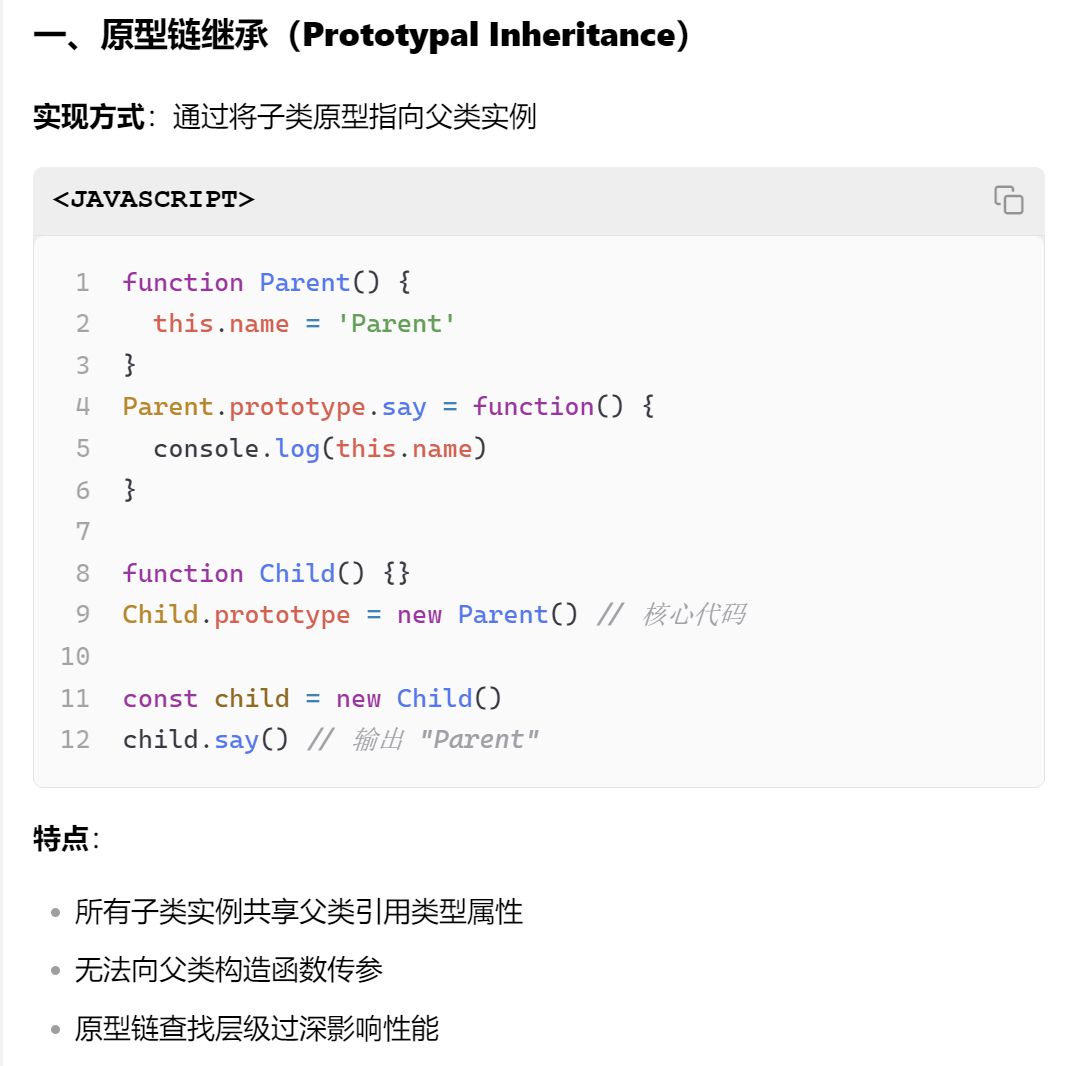 一、原型链继承（Prototypal Inheritance）
实现方式：通过将子类原型指向父类实例
<JAVASCRIPT>
1 function Parent() {
2   this.name = 'Parent'
3 }
4 Parent.prototype.say = function() {
5   console.log(this.name)
6 }
7
8 function Child() {}
9 Child.prototype = new Parent() // 核心代码
10
11 const child = new Child()
12 child.say() // 输出 "Parent"
特点：
• 所有子类实例共享父类引用类型属性
• 无法向父类构造函数传参
• 原型链查找层级过深影响性能